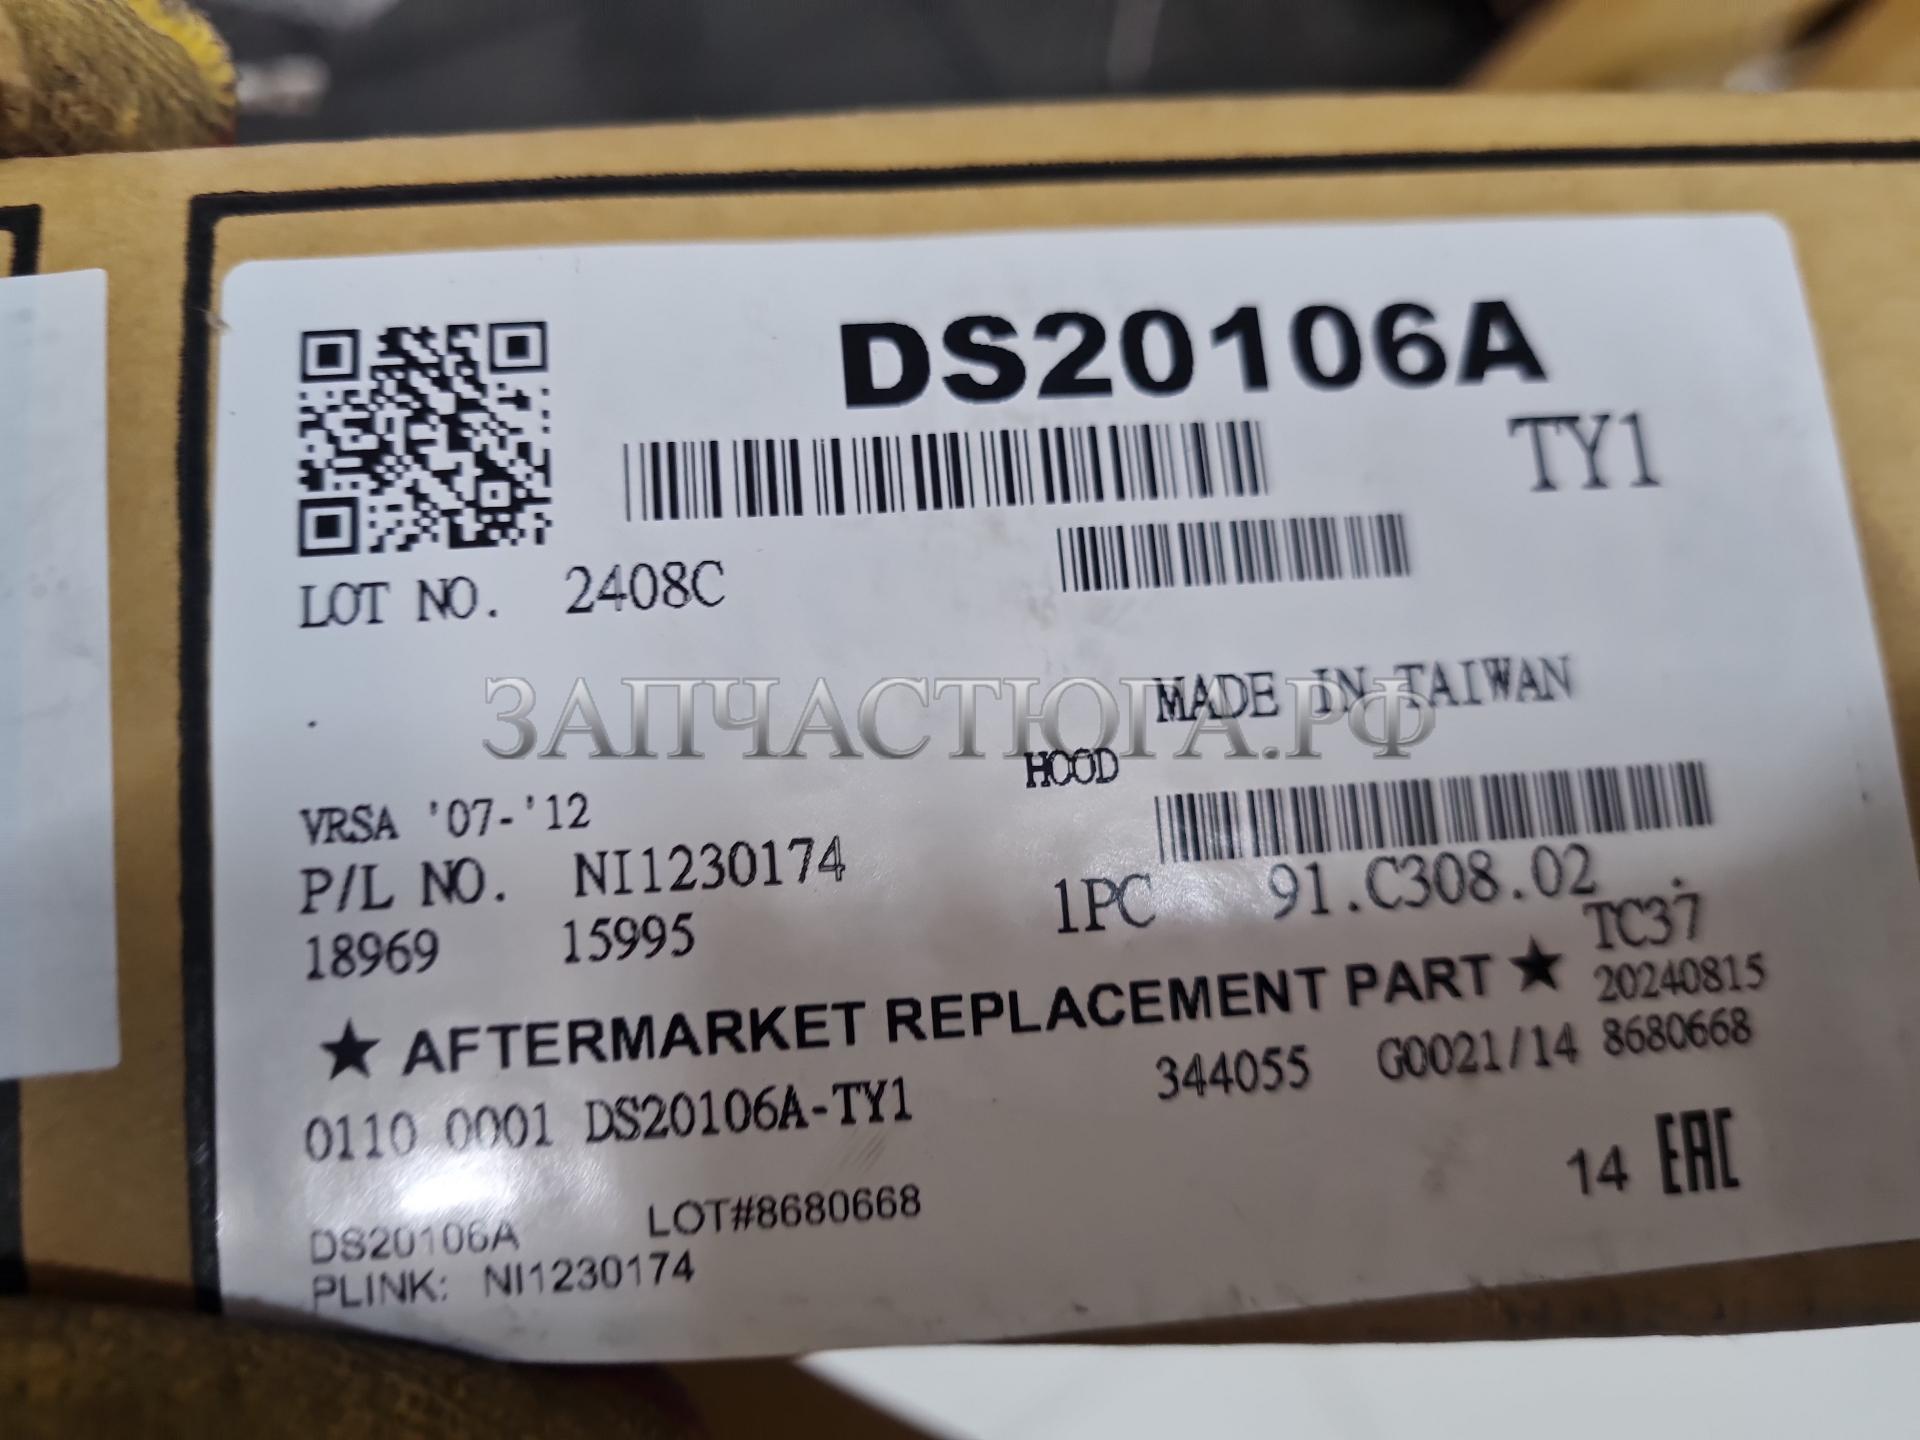 DS20106A
TY1
LOT NO. 2408C
MADE IN TAIWAN
ЗАПЧАСТЮГА.РФ
HOOD
VRSA '07-'12
P/L NO. NI1230174
1PC 91.C308.02
18969 15995
TC37
★ AFTERMARKET REPLACEMENT PART ★
20240815
344055 G0021/14 8680668
0110 0001 DS20106A-TY1
14 EAC
DS20106A LOT#8680668
PLINK: NI1230174